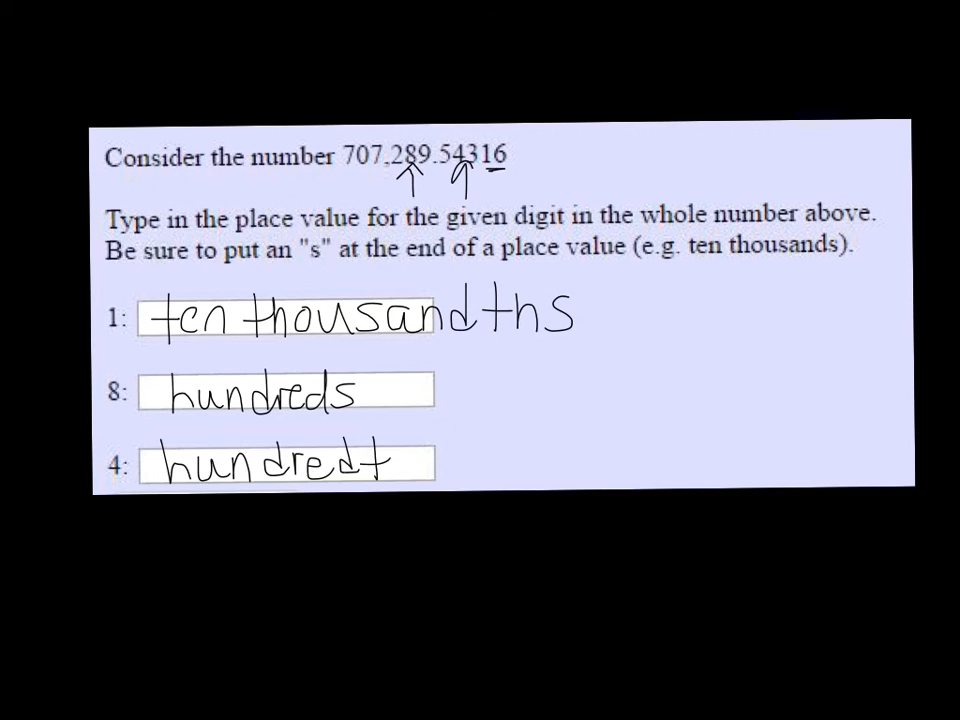 Consider the number 707,289.54316
Type in the place value for the given digit in the whole number above.
Be sure to put an "s" at the end of a place value (e.g. ten thousands).
1: ten thousandths
8: hundreds
4: hundredt